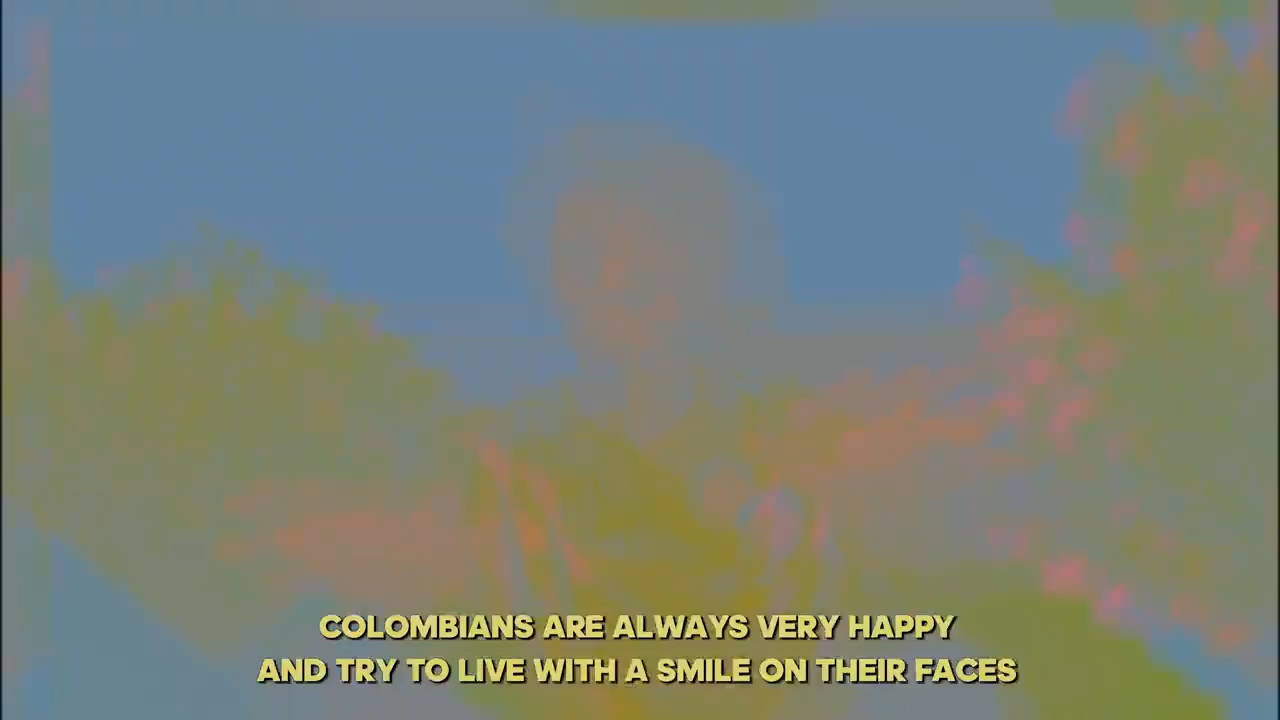 COLOMBIANS ARE ALWAYS VERY HAPPY
AND TRY TO LIVE WITH A SMILE ON THEIR FACES